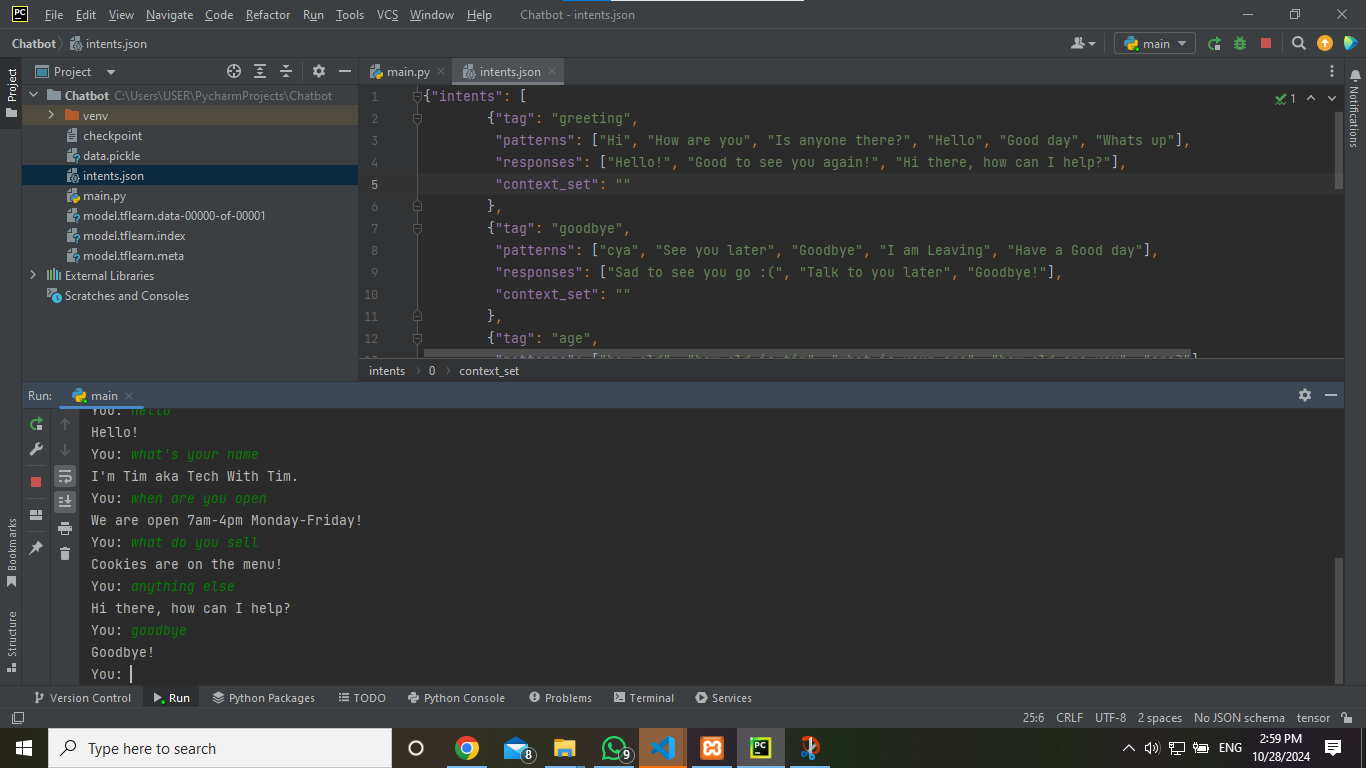 PC File Edit View Navigate Code Refactor Run Tools VCS Window Help Chatbot - intents.json
Chatbot intents.json main
Project main.py intents.json
Project
Notifications
Chatbot C:\Users\USER\PycharmProjects\Chatbot
venv
checkpoint
data.pickle
intents.json
main.py
model.tflearn.data-00000-of-00001
model.tflearn.index
model.tflearn.meta
External Libraries
Scratches and Consoles
1 {"intents": [ 1
2 {"tag": "greeting",
3 "patterns": ["Hi", "How are you", "Is anyone there?", "Hello", "Good day", "Whats up"],
4 "responses": ["Hello!", "Good to see you again!", "Hi there, how can I help?"],
5 "context_set": ""
6 },
7 {"tag": "goodbye",
8 "patterns": ["cya", "See you later", "Goodbye", "I am Leaving", "Have a Good day"],
9 "responses": ["Sad to see you go :(", "Talk to you later", "Goodbye!"],
10 "context_set": ""
11 },
12 {"tag": "age",
intents 0 context_set
Run: main
You: hello
Hello!
You: what's your name
I'm Tim aka Tech With Tim.
You: when are you open
We are open 7am-4pm Monday-Friday!
You: what do you sell
Cookies are on the menu!
You: anything else
Hi there, how can I help?
You: goodbye
Goodbye!
You:
Bookmarks
Structure
Version Control Run Python Packages TODO Python Console Problems Terminal Services
25:6 CRLF UTF-8 2 spaces No JSON schema tensor
Type here to search 8 9 PC ENG 2:59 PM
10/28/2024